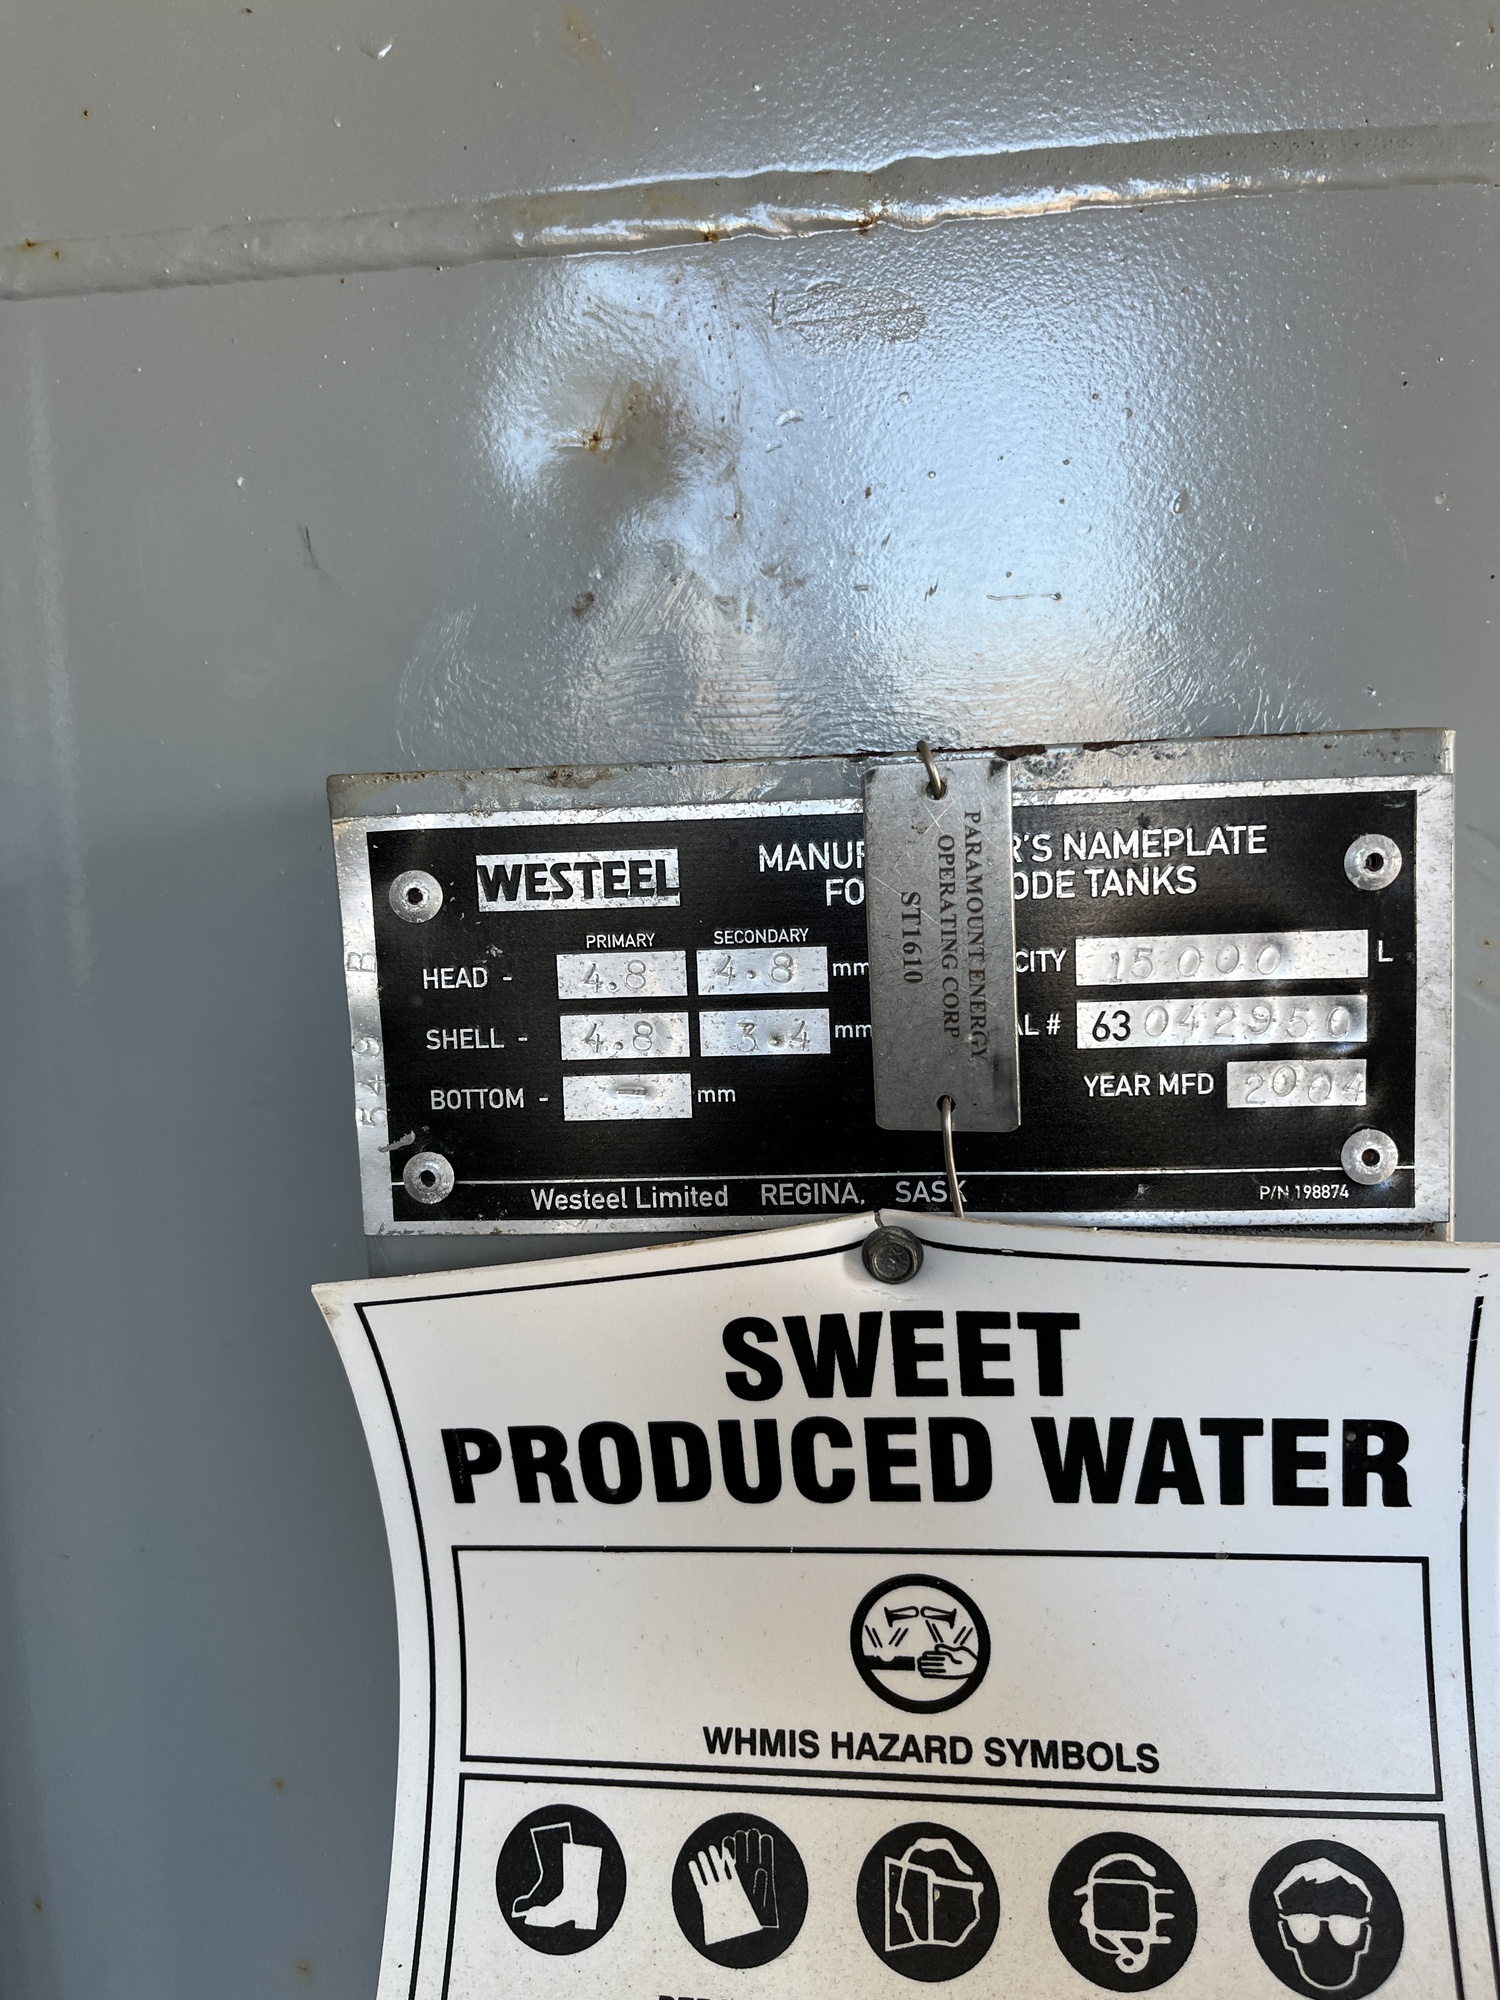 WESTEEL
MANUF R'S NAMEPLATE
FO ODE TANKS
PRIMARY SECONDARY
HEAD - 4.8 4.8 mm
SHELL - 4.8 3.4 mm
BOTTOM - - mm
CITY 15000 L
AL # 63 042950
YEAR MFD 2004
Westeel Limited REGINA, SASK
P/N 198874
PARAMOUNT ENERGY
OPERATING CORP
ST1610
SWEET
PRODUCED WATER
WHMIS HAZARD SYMBOLS